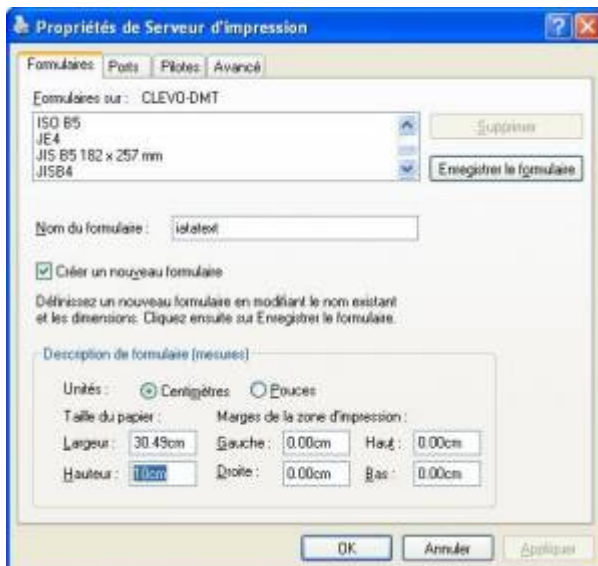 Propriétés de Serveur d'impression
Formulaires Ports Pilotes Avancé
Formulaires sur : CLEVO-DMT
ISO B5
JE4
JIS B5 182 x 257 mm
JISB4
Supprimer
Enregistrer le formulaire
Nom du formulaire : iatatext
Créer un nouveau formulaire
Définissez un nouveau formulaire en modifiant le nom existant
et les dimensions. Cliquez ensuite sur Enregistrer le formulaire.
Description de formulaire (mesures)
Unités : Centimètres Pouces
Taille du papier : Marges de la zone d'impression :
Largeur : 30.49cm Gauche : 0.00cm Haut : 0.00cm
Hauteur : 10cm Droite : 0.00cm Bas : 0.00cm
OK Annuler Appliquer